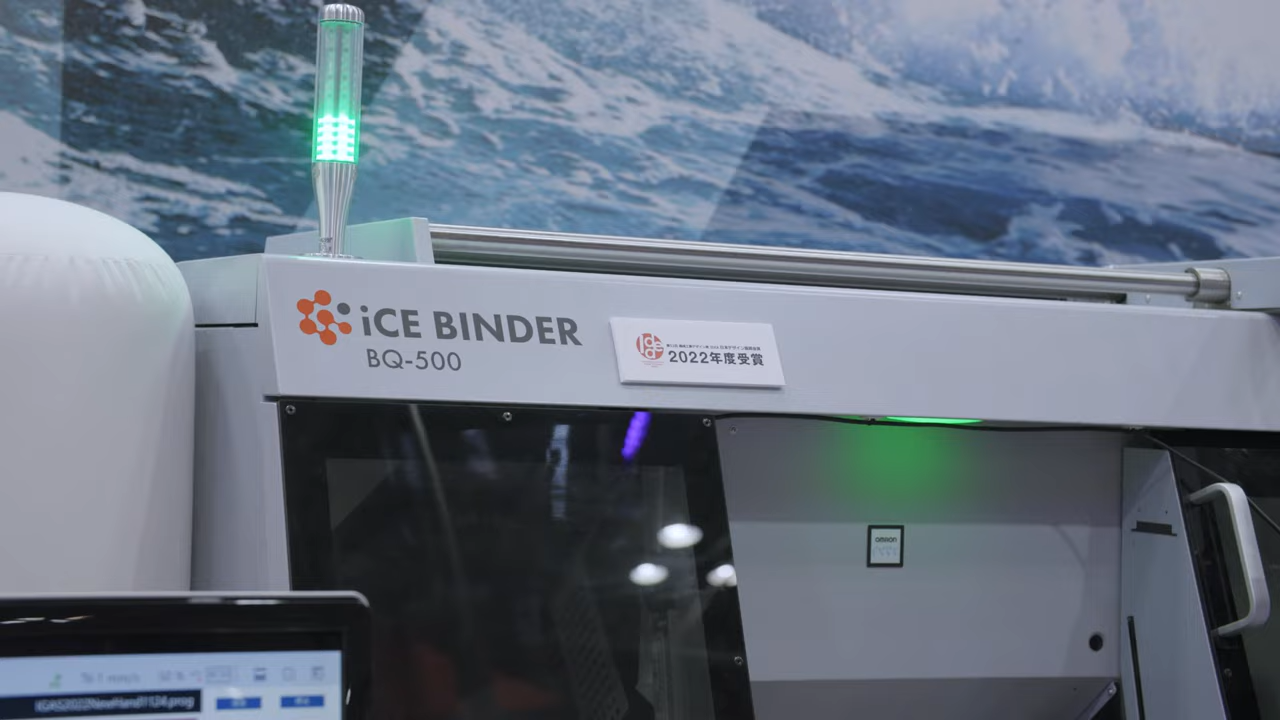 iCE BINDER
BQ-500
2022年度受賞
omron
IGAS2022NewHand1124.prog